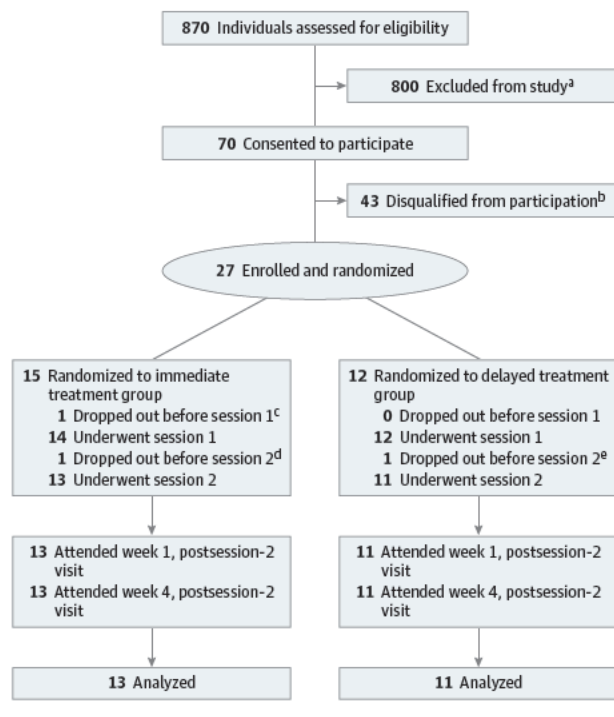 870 Individuals assessed for eligibility
800 Excluded from studyᵃ
70 Consented to participate
43 Disqualified from participationᵇ
27 Enrolled and randomized
15 Randomized to immediate
treatment group
1 Dropped out before session 1ᶜ
14 Underwent session 1
1 Dropped out before session 2ᵈ
13 Underwent session 2
12 Randomized to delayed treatment
group
0 Dropped out before session 1
12 Underwent session 1
1 Dropped out before session 2ᵉ
11 Underwent session 2
13 Attended week 1, postsession-2
visit
13 Attended week 4, postsession-2
visit
11 Attended week 1, postsession-2
visit
11 Attended week 4, postsession-2
visit
13 Analyzed
11 Analyzed